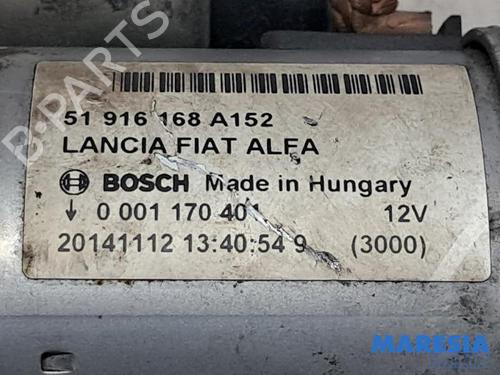 B-PARTS
51 916 168 A152
LANCIA FIAT ALFA
BOSCH Made in Hungary
0 001 170 401 12V
20141112 13:40:54 9 (3000)
MARESIA